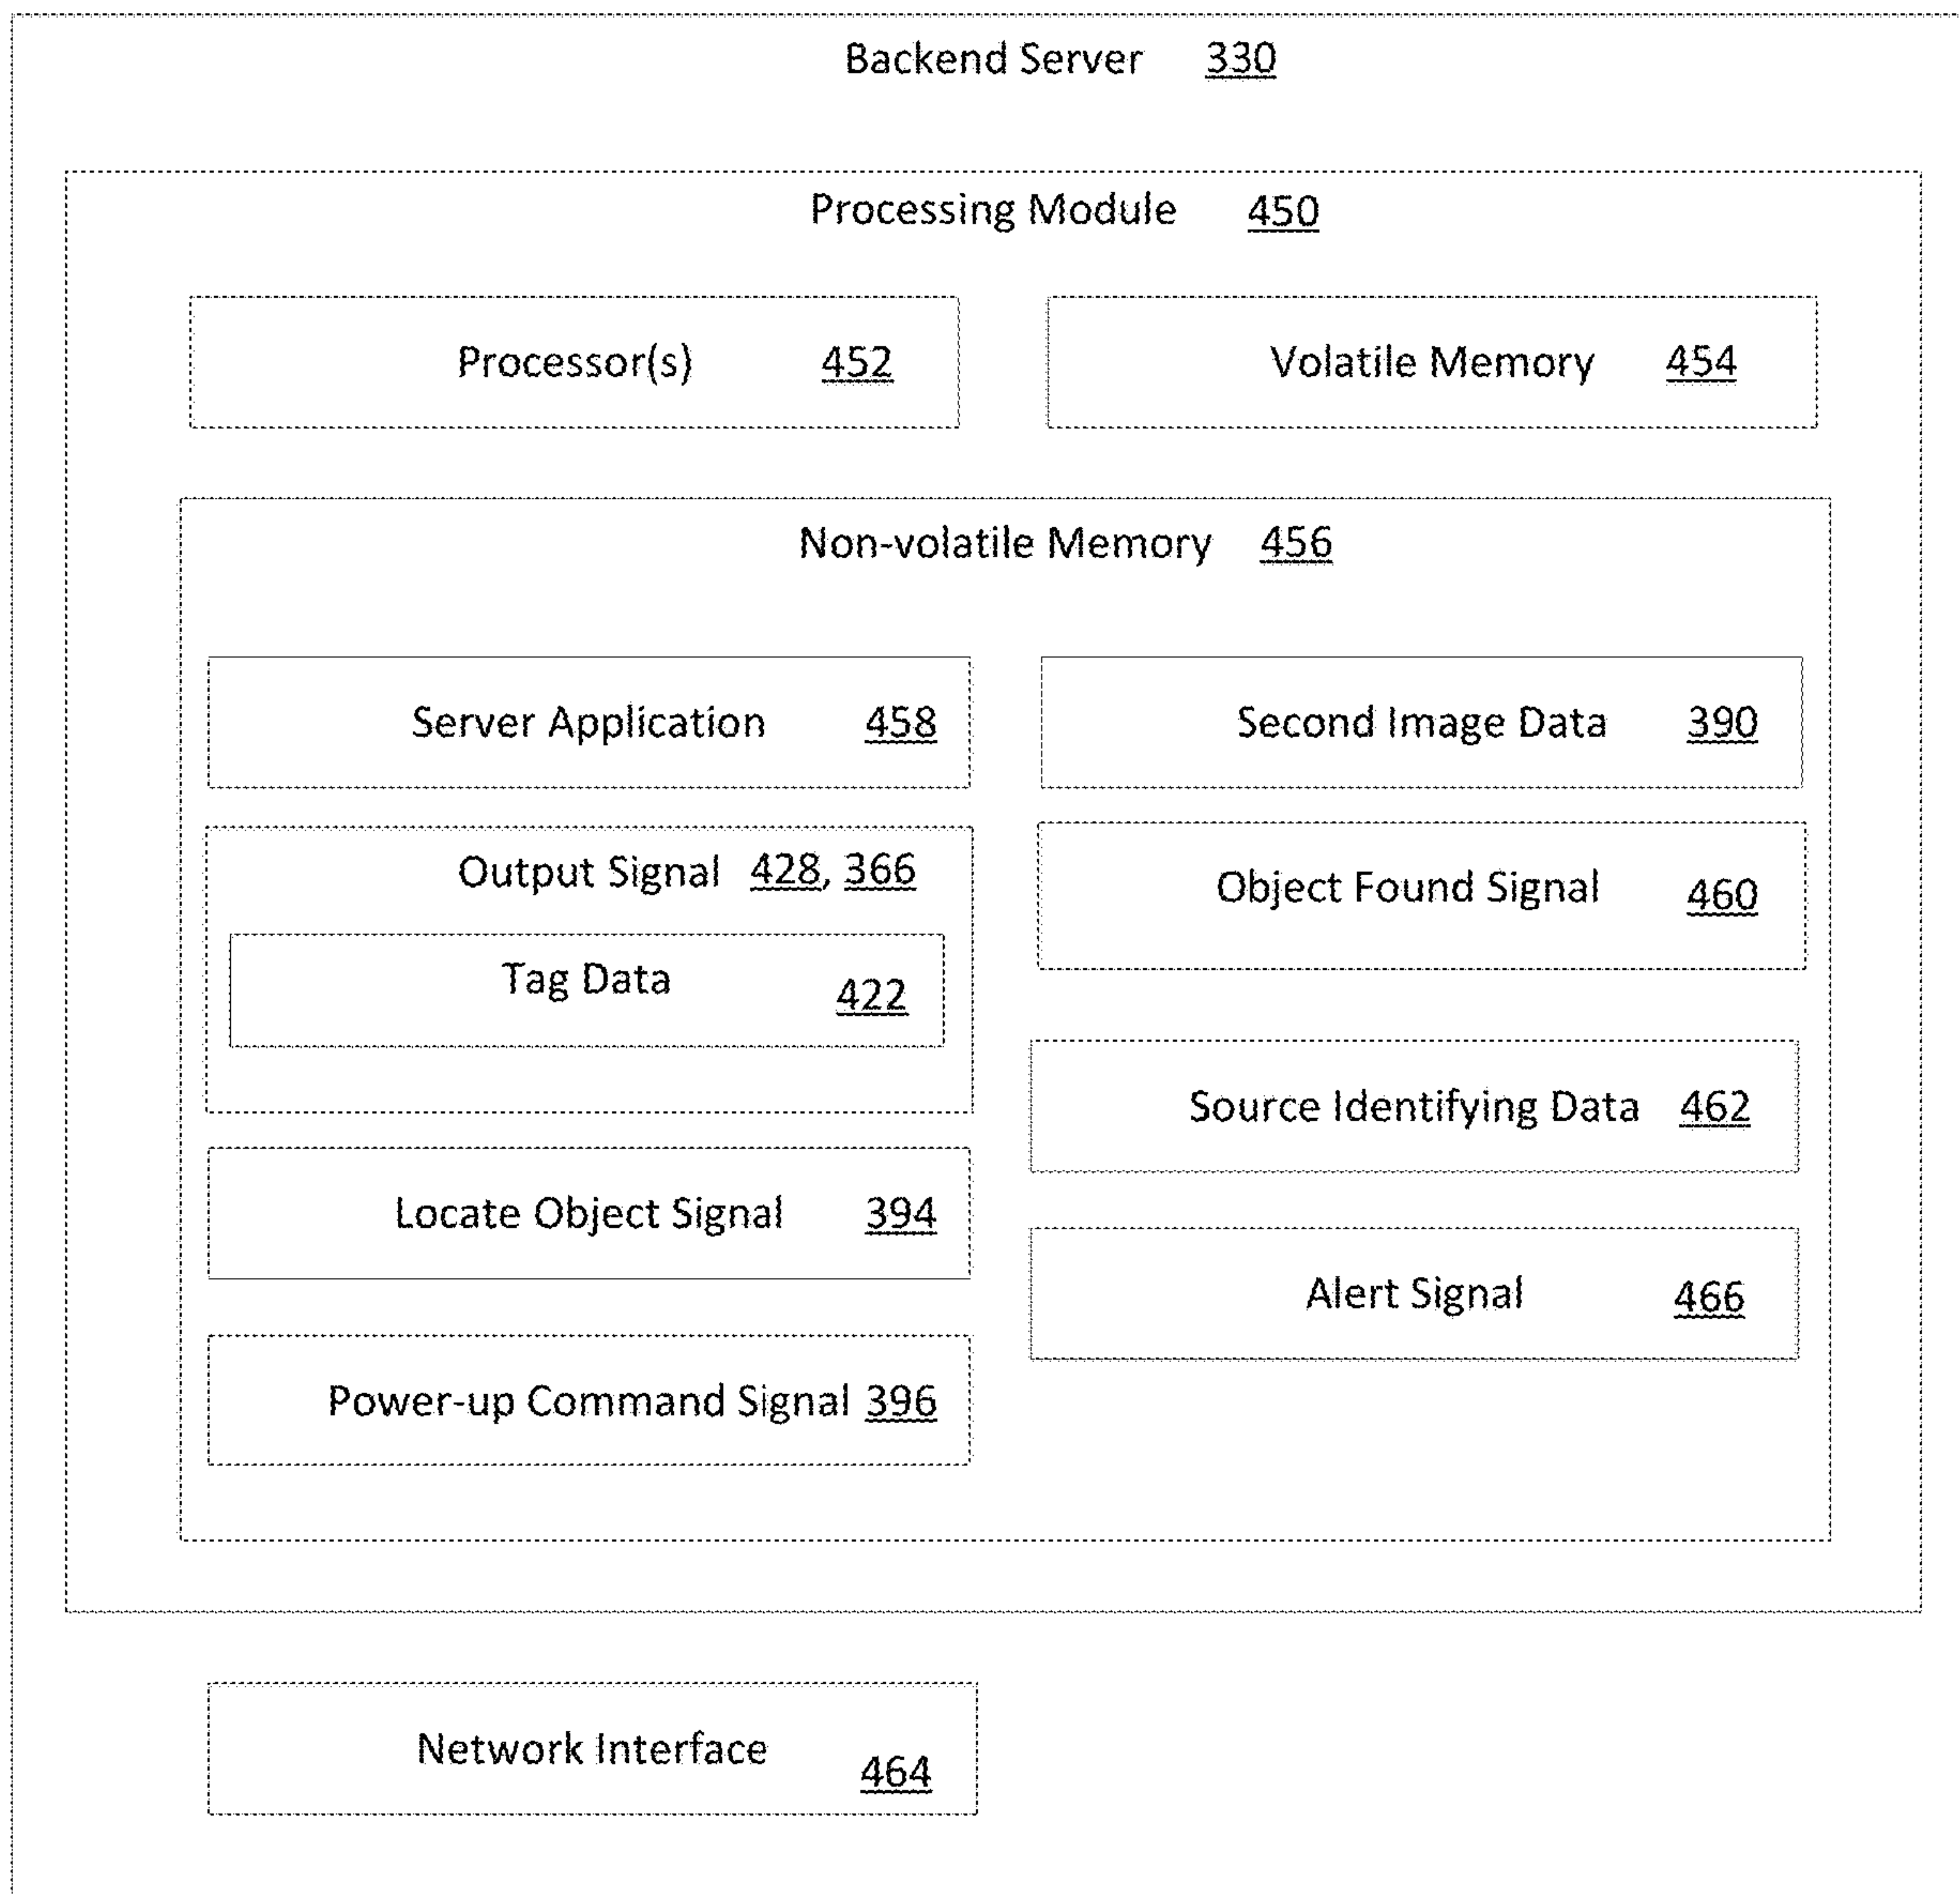 Backend Server 330
Processing Module 450
Processor(s) 452
Volatile Memory 454
Non-volatile Memory 456
Server Application 458
Second Image Data 390
Output Signal 428, 366
Object Found Signal 460
Tag Data 422
Source Identifying Data 462
Locate Object Signal 394
Alert Signal 466
Power-up Command Signal 396
Network Interface 464